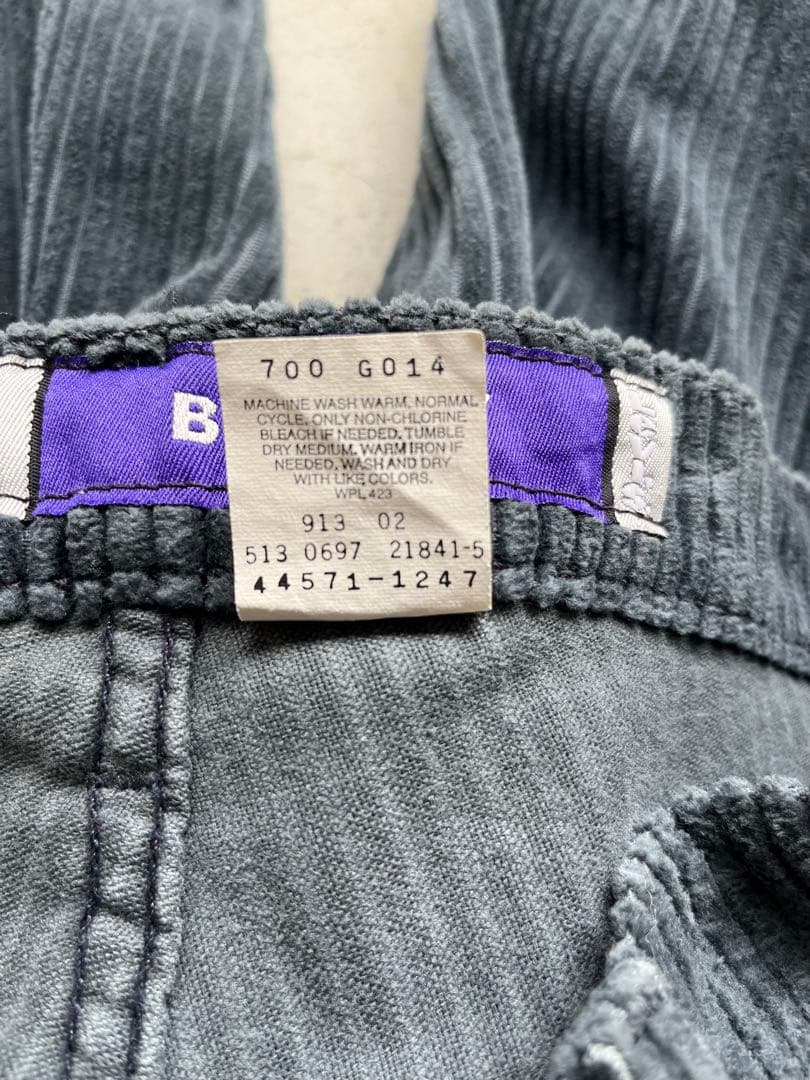 700 G014
MACHINE WASH WARM, NORMAL
CYCLE, ONLY NON-CHLORINE
BLEACH IF NEEDED. TUMBLE
DRY MEDIUM. WARM IRON IF
NEEDED. WASH AND DRY
WITH LIKE COLORS.
WPL 423
913 02
513 0697 21841-5
44571-1247